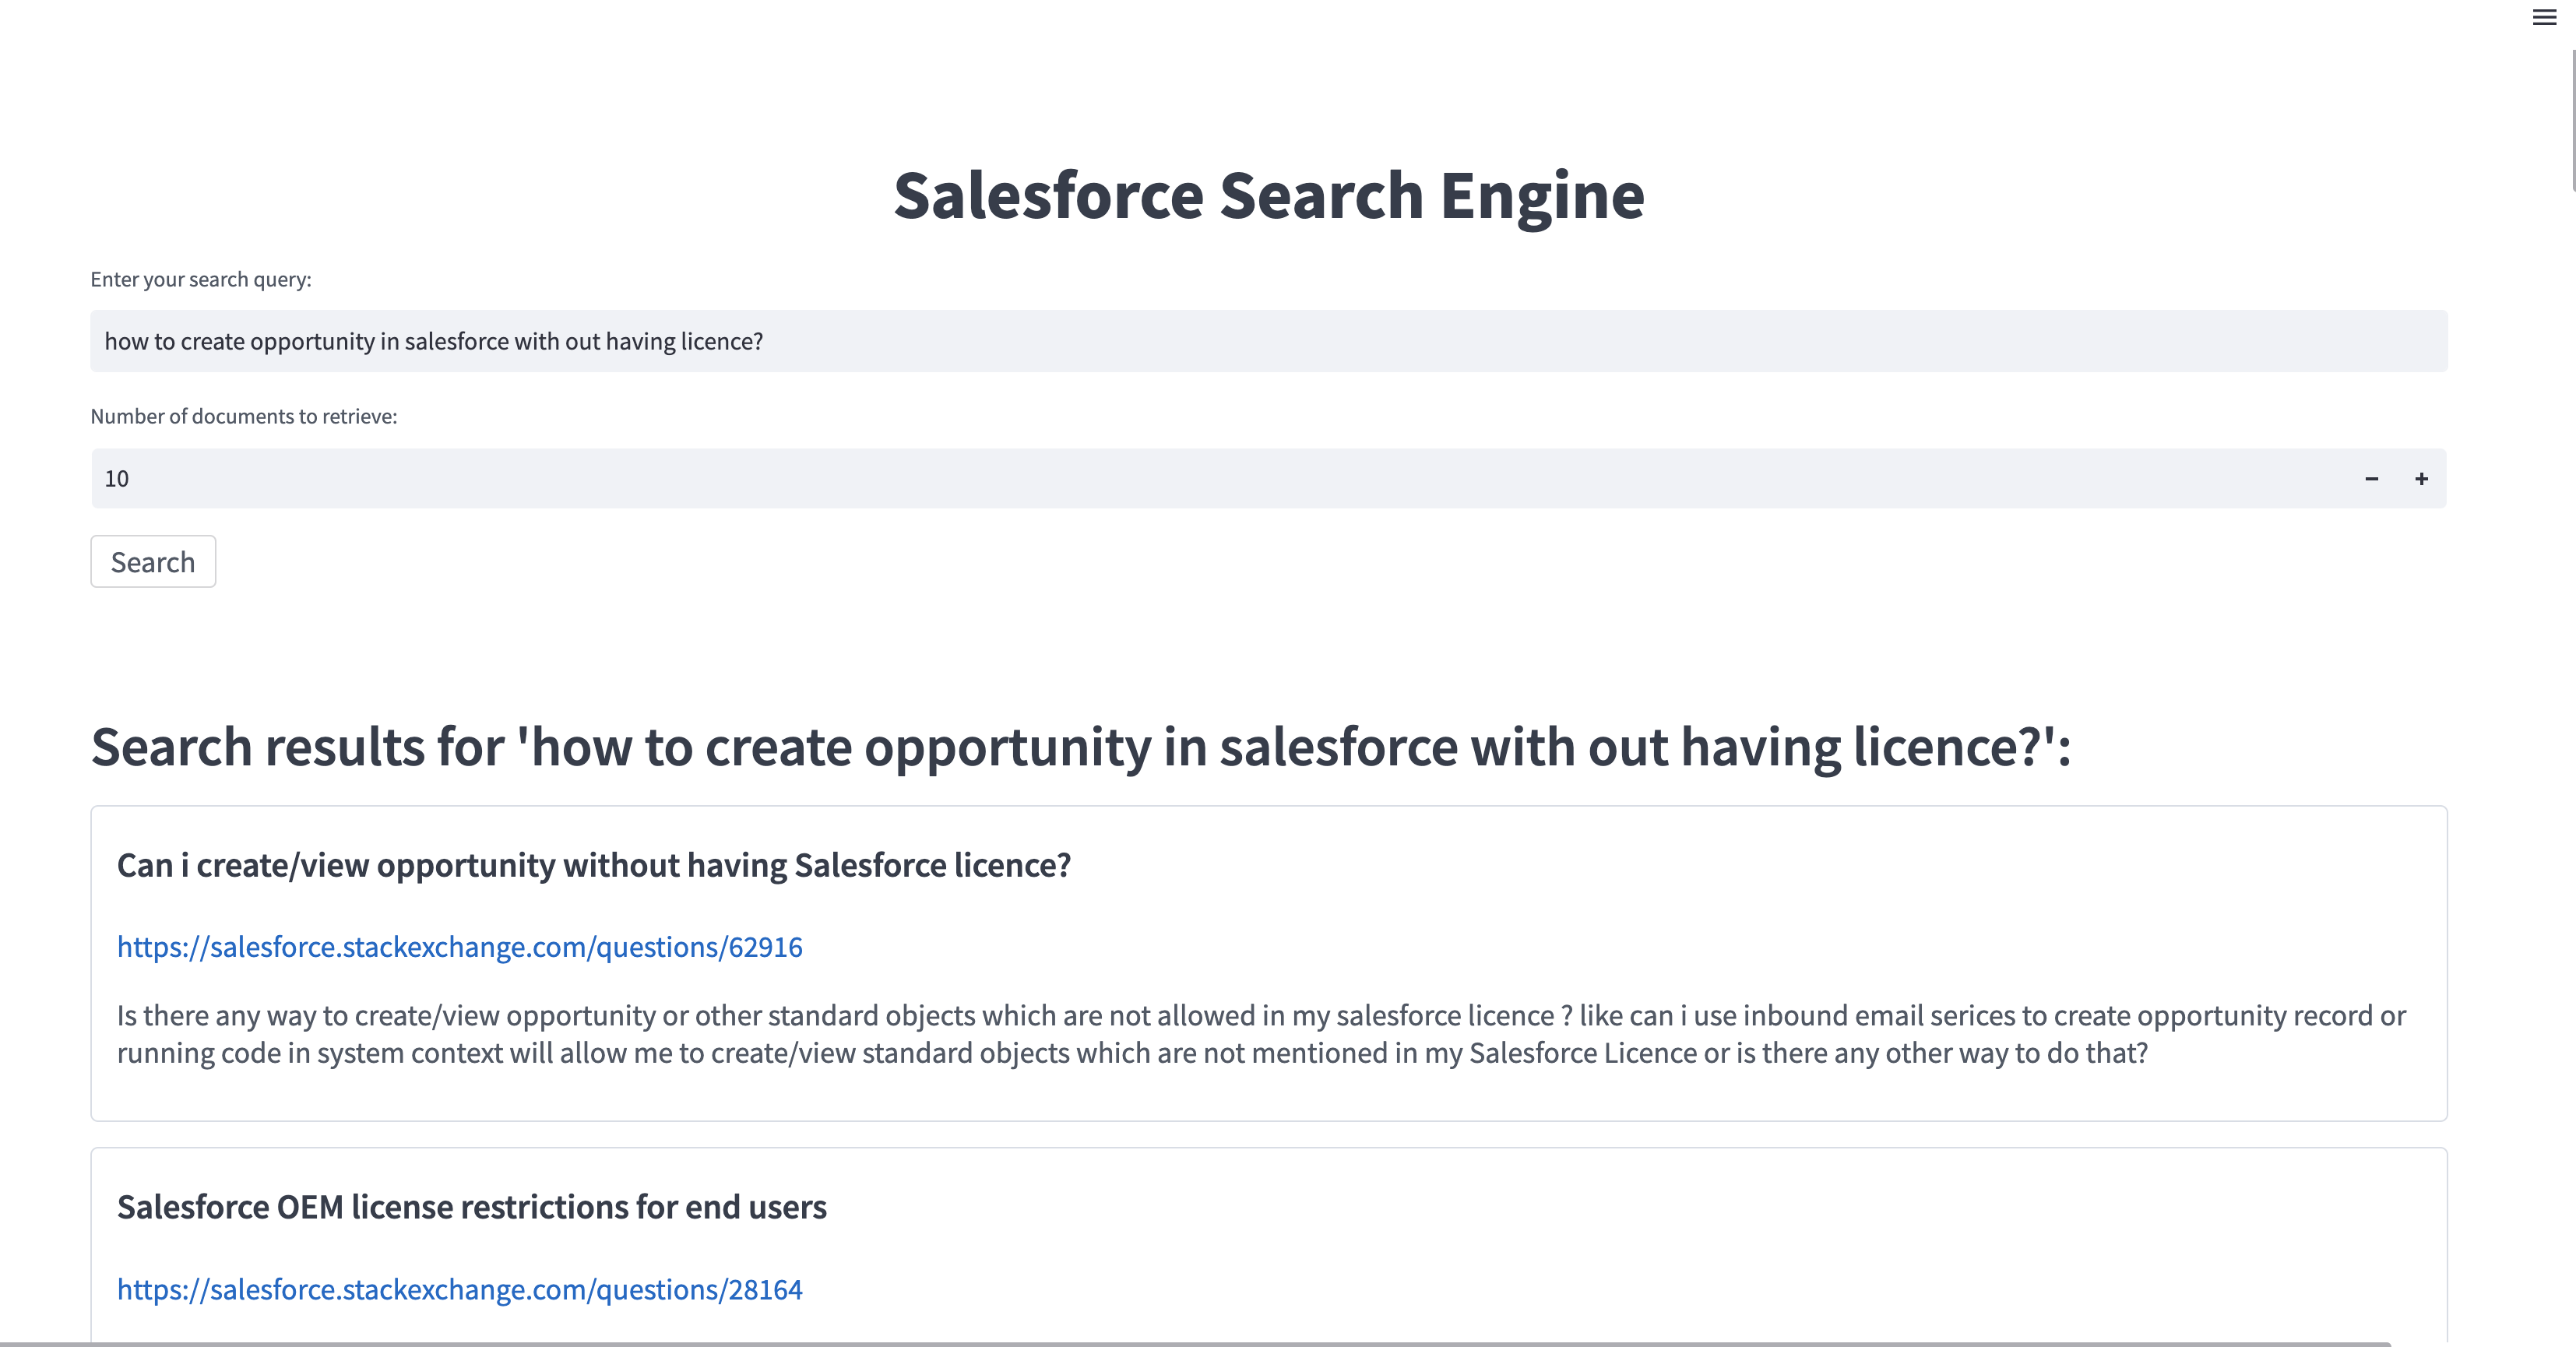 Salesforce Search Engine
Enter your search query:
how to create opportunity in salesforce with out having licence?
Number of documents to retrieve:
10
− +
Search
Search results for 'how to create opportunity in salesforce with out having licence?':
Can i create/view opportunity without having Salesforce licence?
https://salesforce.stackexchange.com/questions/62916
Is there any way to create/view opportunity or other standard objects which are not allowed in my salesforce licence ? like can i use inbound email serices to create opportunity record or
running code in system context will allow me to create/view standard objects which are not mentioned in my Salesforce Licence or is there any other way to do that?
Salesforce OEM license restrictions for end users
https://salesforce.stackexchange.com/questions/28164